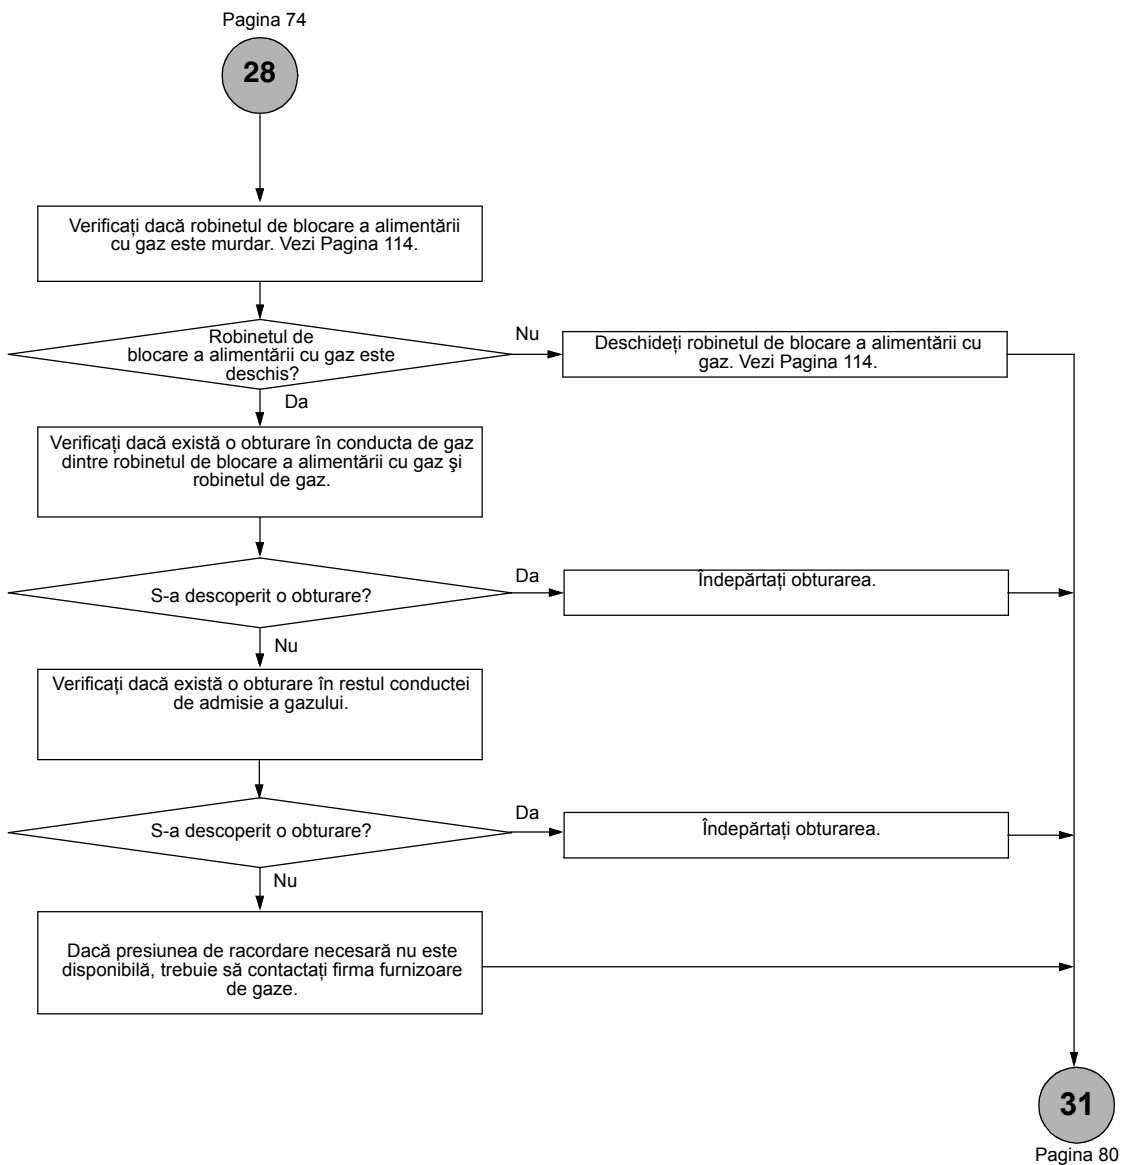 Pagina 74
28
Verificați dacă robinetul de blocare a alimentării
cu gaz este murdar. Vezi Pagina 114.
Robinetul de
blocare a alimentării cu gaz este
deschis?
Nu
Deschideți robinetul de blocare a alimentării cu
gaz. Vezi Pagina 114.
Da
Verificați dacă există o obturare în conducta de gaz
dintre robinetul de blocare a alimentării cu gaz şi
robinetul de gaz.
S-a descoperit o obturare?
Da
Îndepărtați obturarea.
Nu
Verificați dacă există o obturare în restul conductei
de admisie a gazului.
S-a descoperit o obturare?
Da
Îndepărtați obturarea.
Nu
Dacă presiunea de racordare necesară nu este
disponibilă, trebuie să contactați firma furnizoare
de gaze.
31
Pagina 80